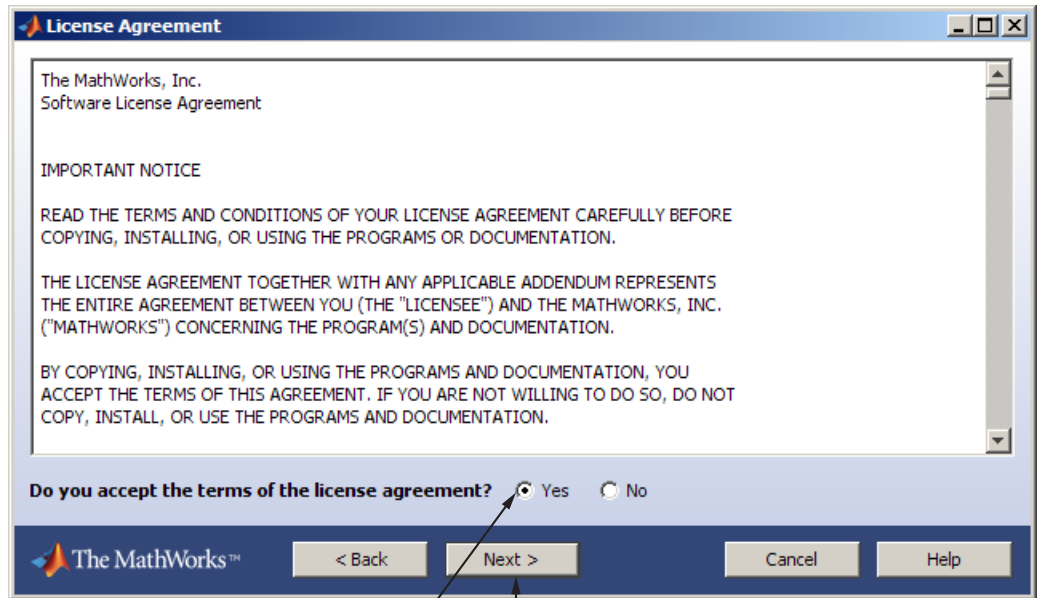 License Agreement
The MathWorks, Inc.
Software License Agreement
IMPORTANT NOTICE
READ THE TERMS AND CONDITIONS OF YOUR LICENSE AGREEMENT CAREFULLY BEFORE
COPYING, INSTALLING, OR USING THE PROGRAMS OR DOCUMENTATION.
THE LICENSE AGREEMENT TOGETHER WITH ANY APPLICABLE ADDENDUM REPRESENTS
THE ENTIRE AGREEMENT BETWEEN YOU (THE "LICENSEE") AND THE MATHWORKS, INC.
("MATHWORKS") CONCERNING THE PROGRAM(S) AND DOCUMENTATION.
BY COPYING, INSTALLING, OR USING THE PROGRAMS AND DOCUMENTATION, YOU
ACCEPT THE TERMS OF THIS AGREEMENT. IF YOU ARE NOT WILLING TO DO SO, DO NOT
COPY, INSTALL, OR USE THE PROGRAMS AND DOCUMENTATION.
Do you accept the terms of the license agreement? Yes No
The MathWorks™ < Back Next > Cancel Help